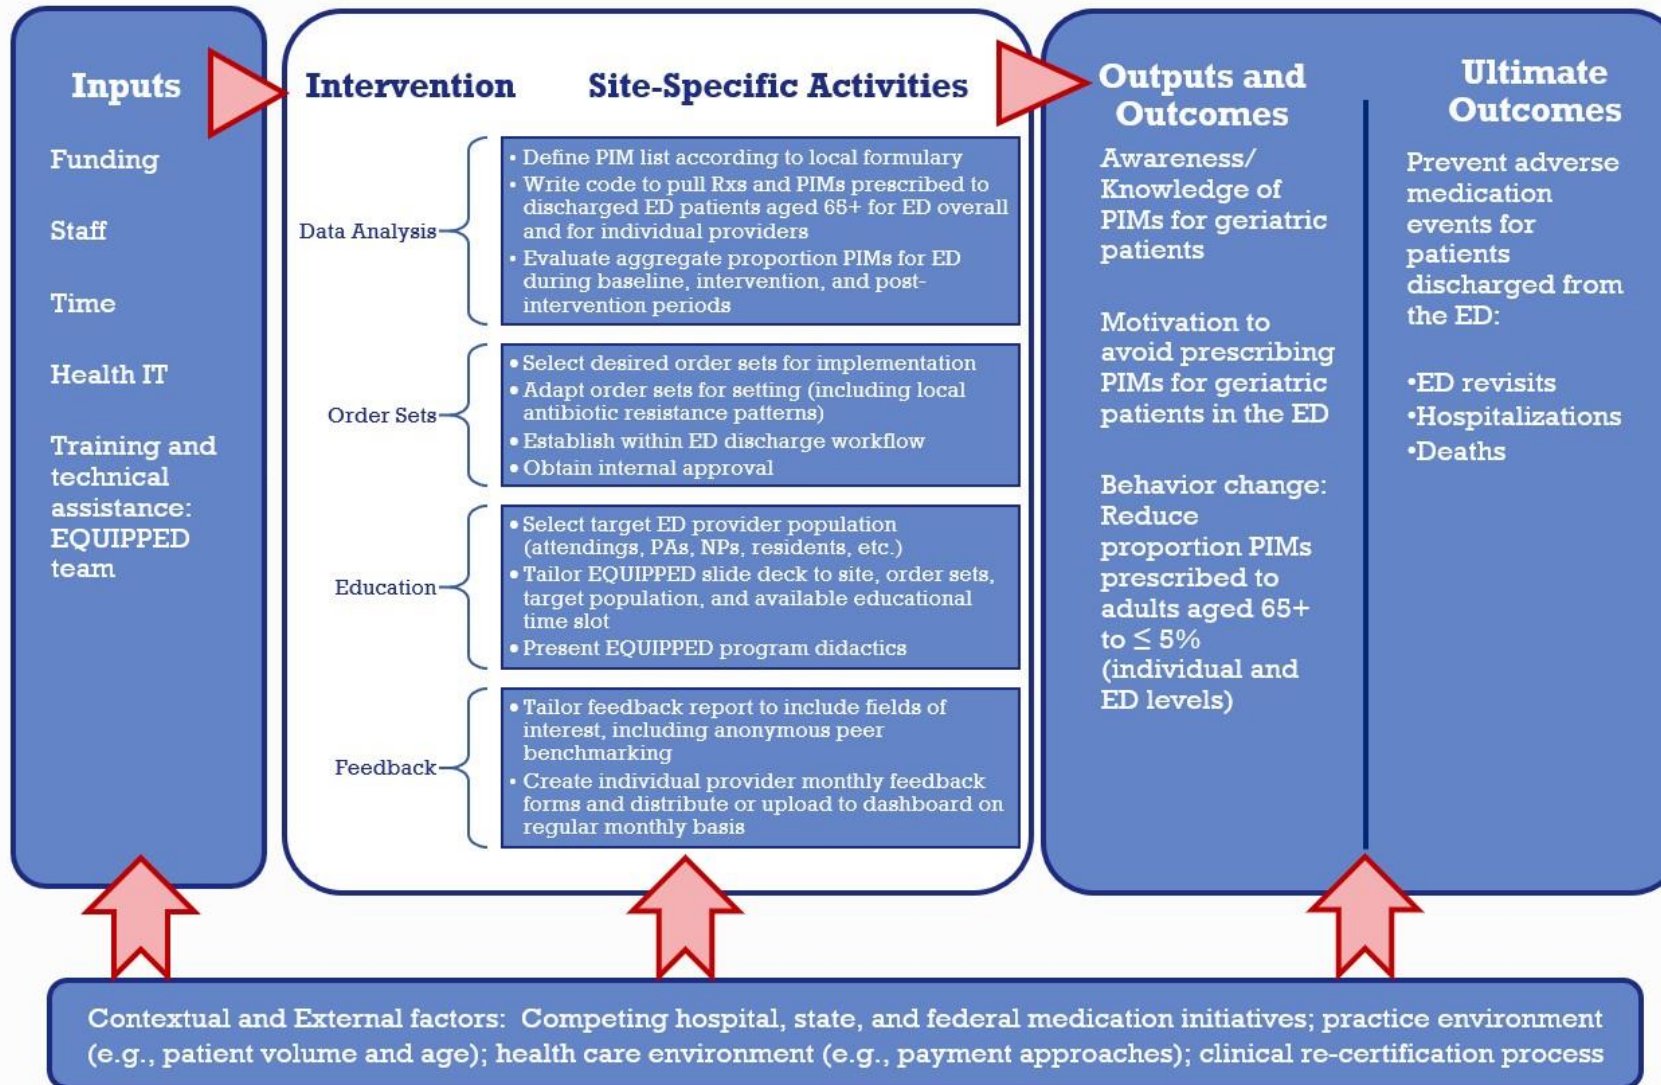 Inputs
Funding
Staff
Time
Health IT
Training and
technical
assistance:
EQUIPPED
team
Intervention
Site-Specific Activities
Data Analysis
• Define PIM list according to local formulary
• Write code to pull Rxs and PIMs prescribed to
discharged ED patients aged 65+ for ED overall
and for individual providers
• Evaluate aggregate proportion PIMs for ED
during baseline, intervention, and post-
intervention periods
Order Sets
• Select desired order sets for implementation
• Adapt order sets for setting (including local
antibiotic resistance patterns)
• Establish within ED discharge workflow
• Obtain internal approval
Education
• Select target ED provider population
(attendings, PAs, NPs, residents, etc.)
• Tailor EQUIPPED slide deck to site, order sets,
target population, and available educational
time slot
• Present EQUIPPED program didactics
Feedback
• Tailor feedback report to include fields of
interest, including anonymous peer
benchmarking
• Create individual provider monthly feedback
forms and distribute or upload to dashboard on
regular monthly basis
Outputs and
Outcomes
Awareness/
Knowledge of
PIMs for geriatric
patients
Motivation to
avoid prescribing
PIMs for geriatric
patients in the ED
Behavior change:
Reduce
proportion PIMs
prescribed to
adults aged 65+
to ≤ 5%
(individual and
ED levels)
Ultimate
Outcomes
Prevent adverse
medication
events for
patients
discharged from
the ED:
•ED revisits
•Hospitalizations
•Deaths
Contextual and External factors: Competing hospital, state, and federal medication initiatives; practice environment
(e.g., patient volume and age); health care environment (e.g., payment approaches); clinical re-certification process